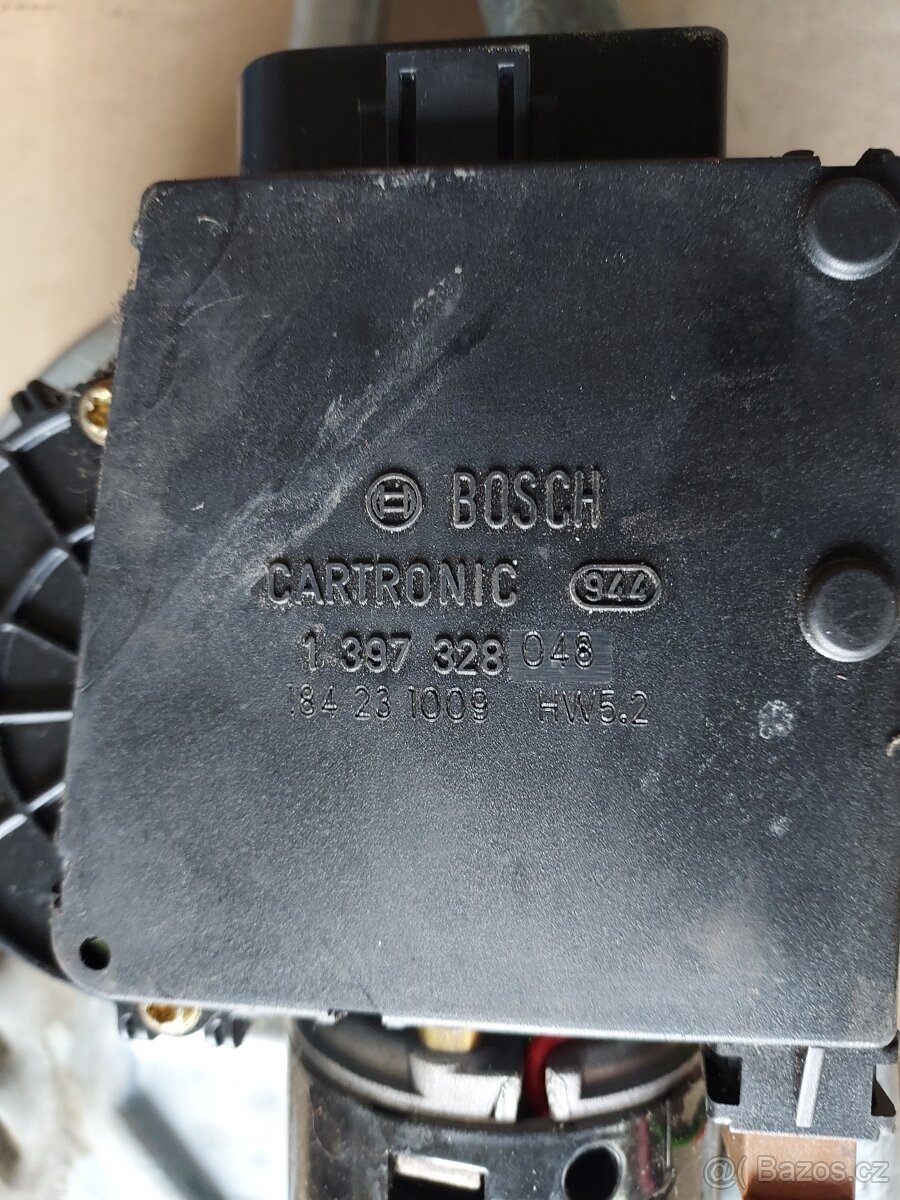 BOSCH
CARTRONIC 944
1 397 328 048
184 23 1009 HW5.2
@( Bazos.cz